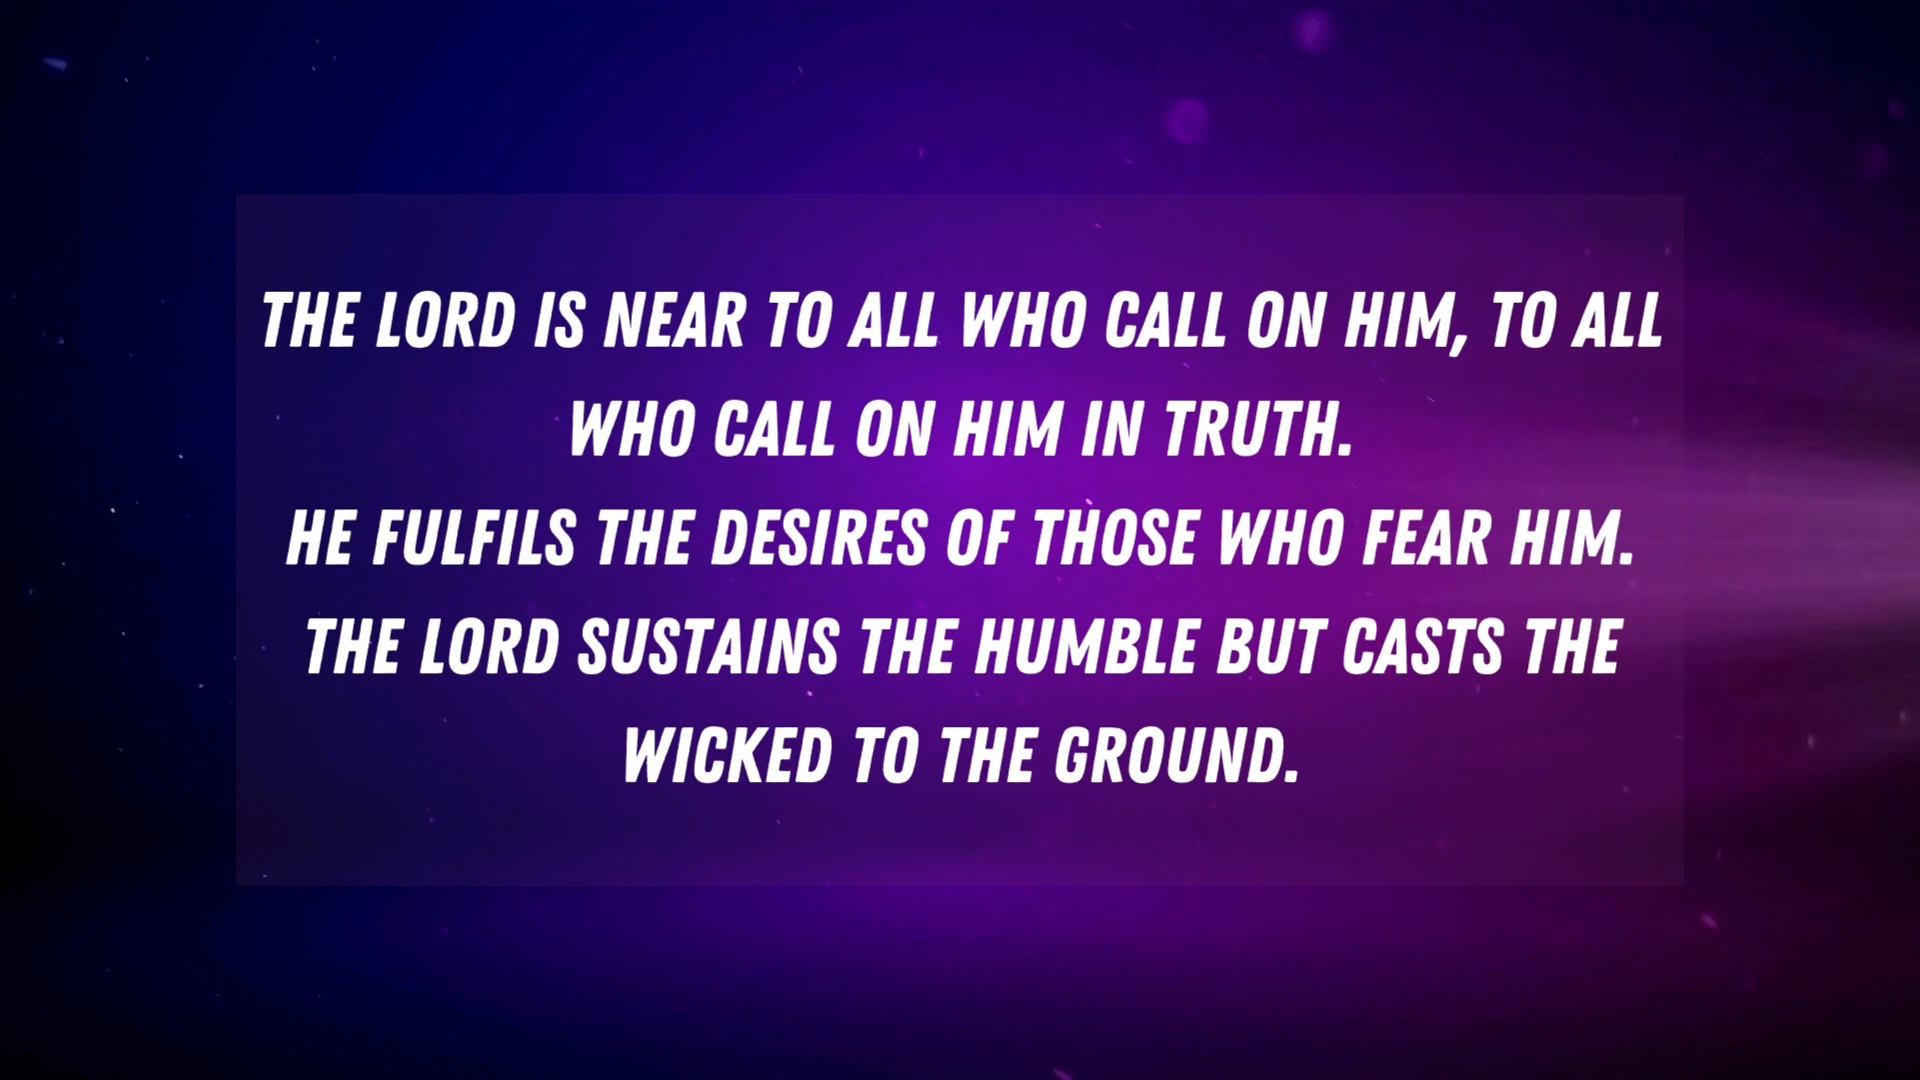 THE LORD IS NEAR TO ALL WHO CALL ON HIM, TO ALL
WHO CALL ON HIM IN TRUTH.
HE FULFILS THE DESIRES OF THOSE WHO FEAR HIM.
THE LORD SUSTAINS THE HUMBLE BUT CASTS THE
WICKED TO THE GROUND.